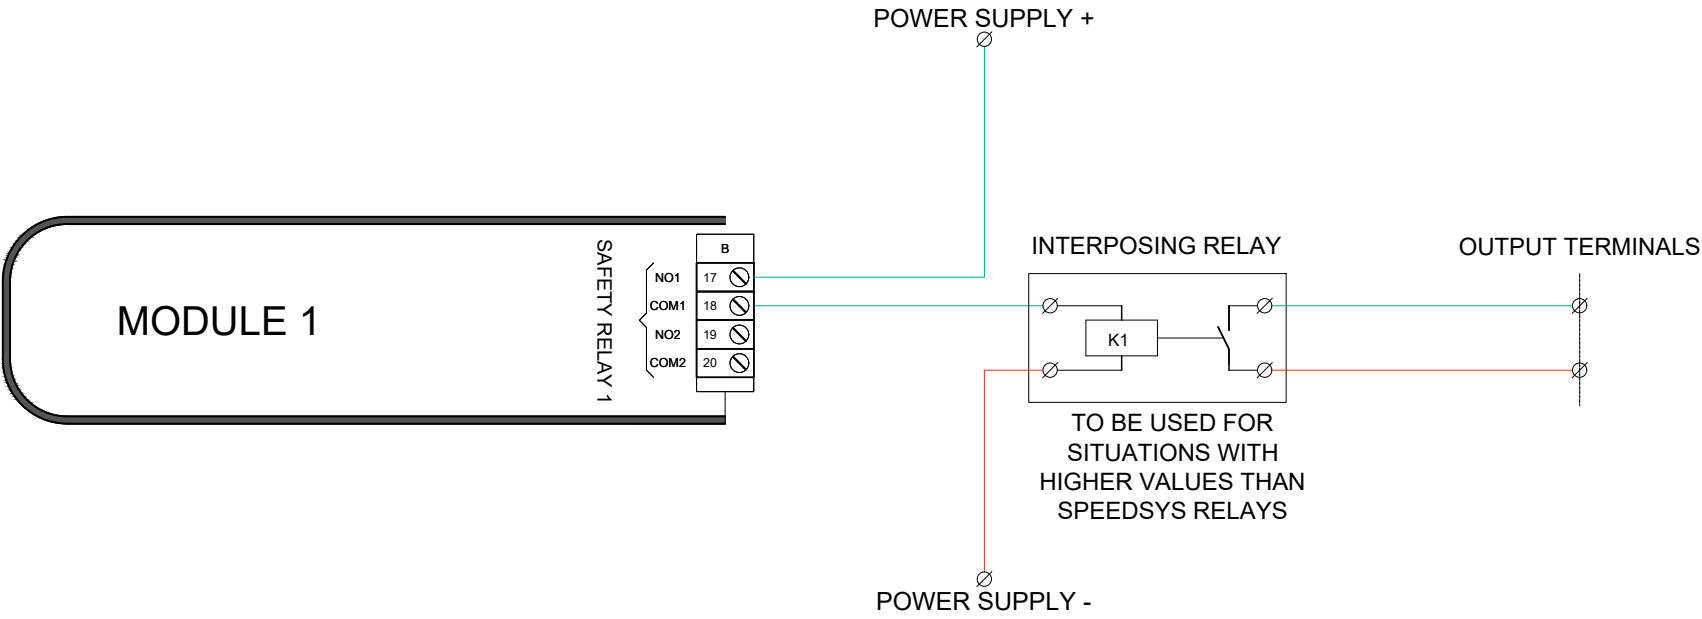 POWER SUPPLY +
INTERPOSING RELAY
OUTPUT TERMINALS
MODULE 1
SAFETY RELAY 1
B
NO1 17
COM1 18
NO2 19
COM2 20
K1
TO BE USED FOR
SITUATIONS WITH
HIGHER VALUES THAN
SPEEDSYS RELAYS
POWER SUPPLY -